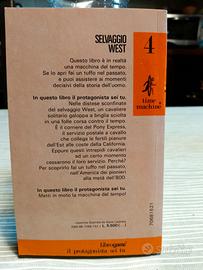 SELVAGGIO
WEST
4
time
machine
Questo libro è in realtà
una macchina del tempo.
Se lo apri fai un tuffo nel passato,
e puoi assistere ai momenti
decisivi della storia dell'uomo.
In questo libro il protagonista sei tu.
Nelle distese sconfinate
del selvaggio West, un cavaliere
solitario galoppa a briglia sciolta
in una folle corsa contro il tempo.
È il corriere del Pony Express,
il servizio postale a cavallo
che collega le fertili pianure
dell'Est alle coste della California.
Eppure questi intrepidi cavalieri
ad un certo momento
cessarono il loro servizio. Perché?
Per scoprirlo fai un tuffo nel passato,
nell'America dei pionieri
alla metà dell'800.
In questo libro il protagonista sei tu.
Metti in moto la macchina del tempo!
librogame
il protagonista sei tu